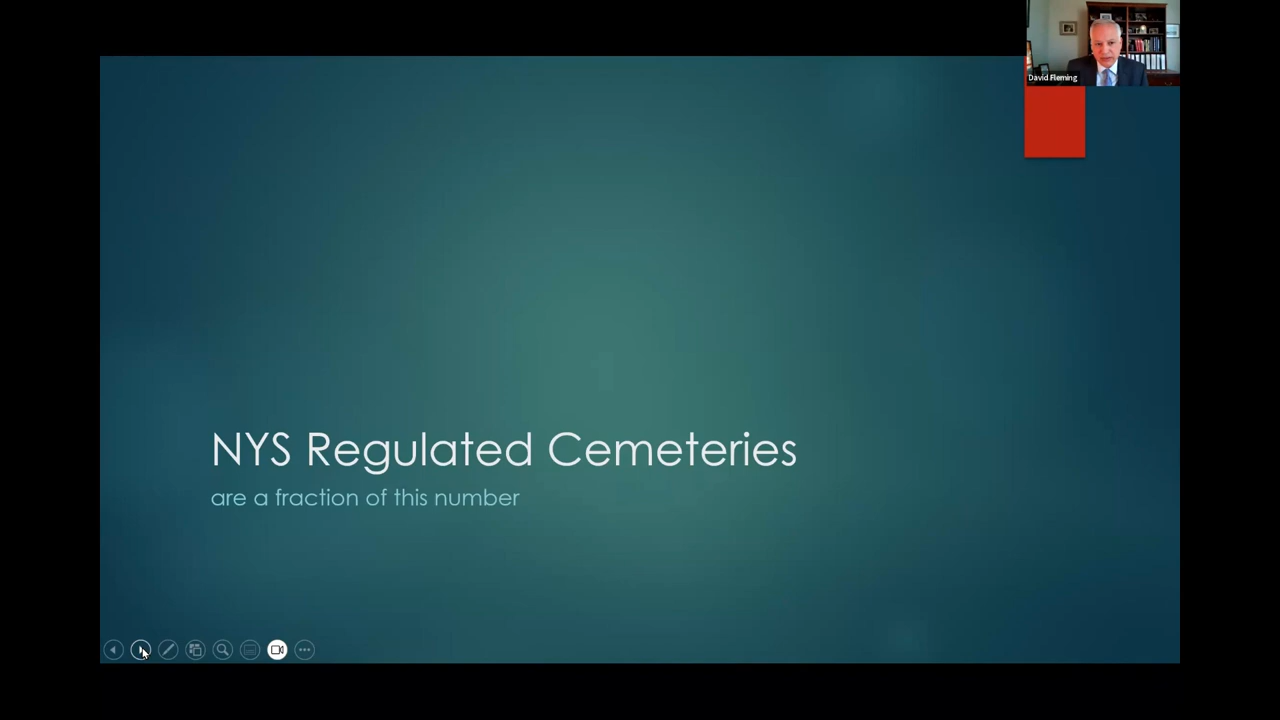 David Fleming
NYS Regulated Cemeteries
are a fraction of this number